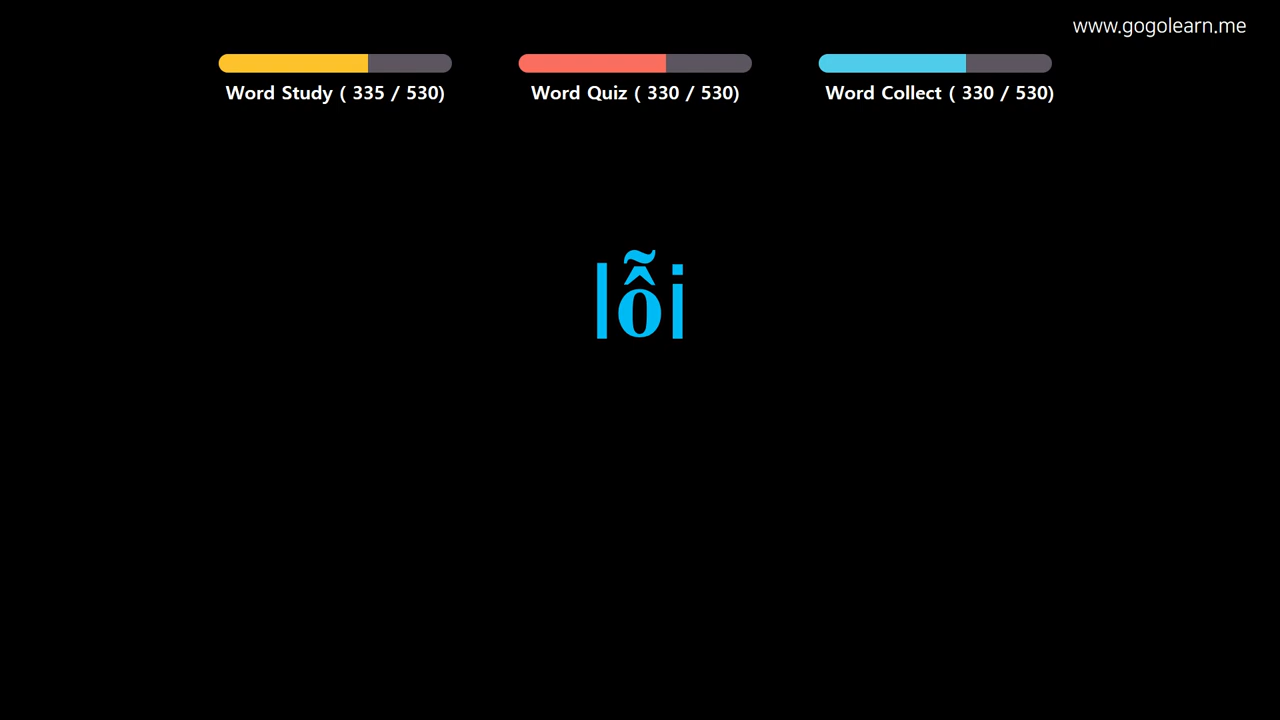 www.gogolearn.me
Word Study ( 335 / 530)
Word Quiz ( 330 / 530)
Word Collect ( 330 / 530)
lỗi